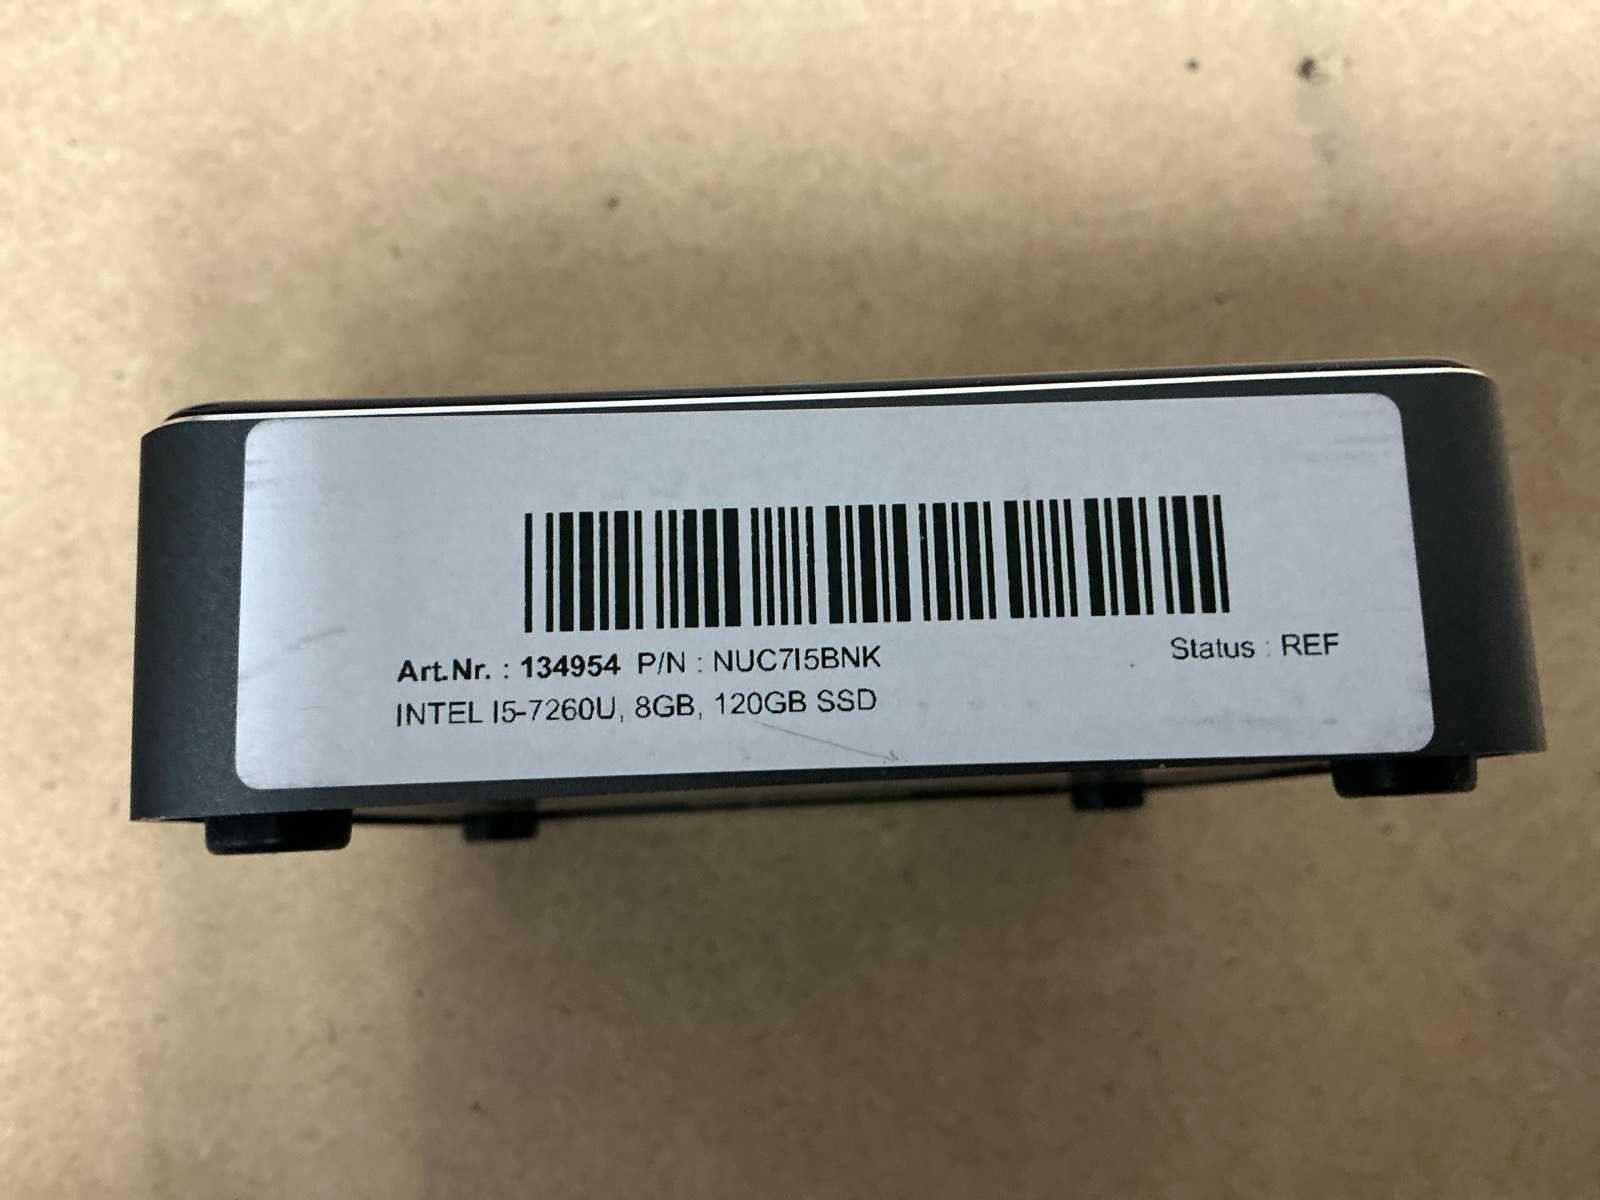 Art.Nr. : 134954 P/N : NUC7I5BNK Status : REF
INTEL I5-7260U, 8GB, 120GB SSD